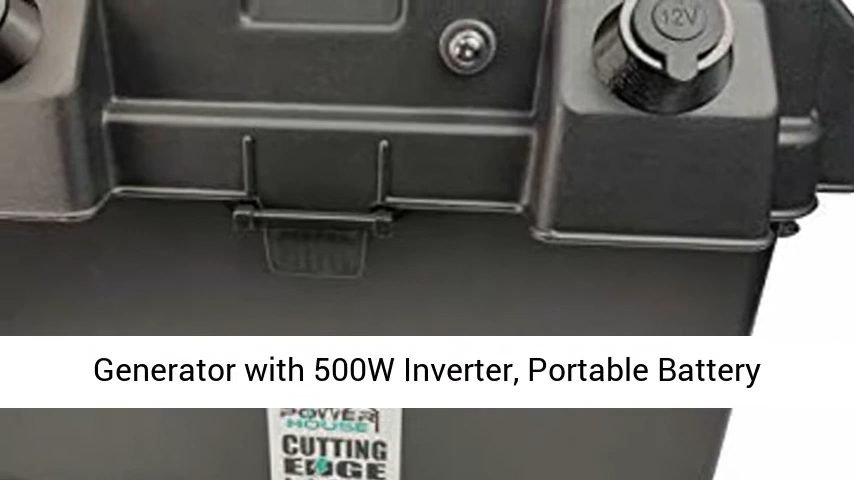 12V
Generator with 500W Inverter, Portable Battery
POWER
HOUSE
CUTTING
EDGE